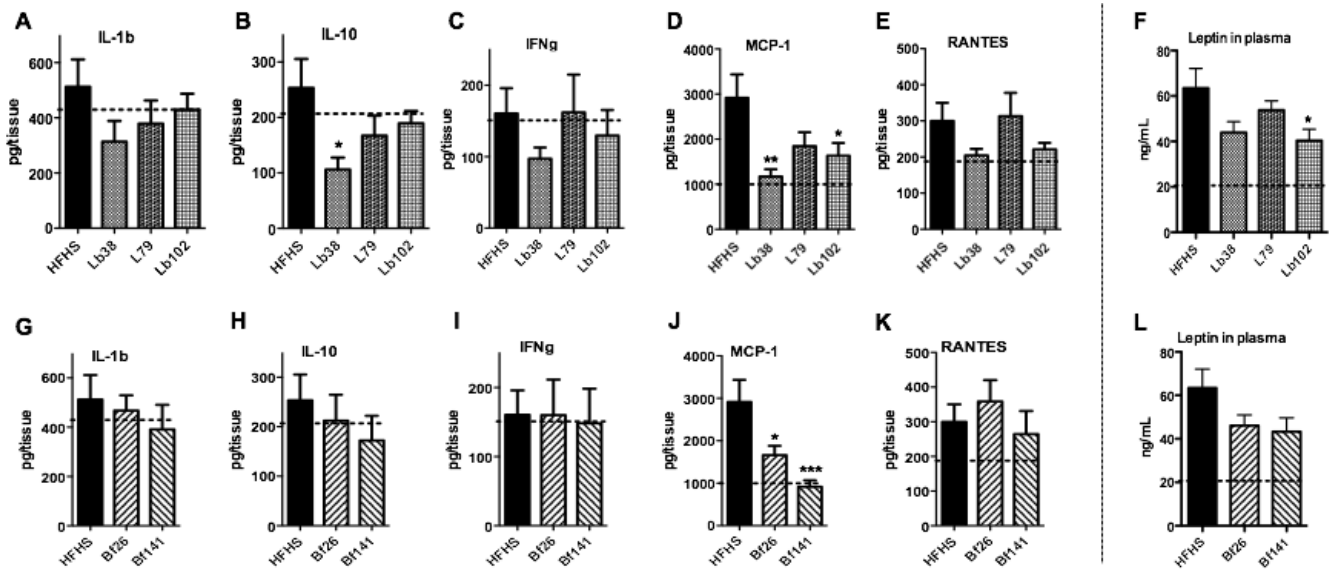 A
IL-1b
pg/tissue
600
400
200
0
HFHS
Lb38
L79
Lb102
B
IL-10
pg/tissue
300
200
100
0
*
HFHS
Lb38
L79
Lb102
C
IFNg
pg/tissue
200
100
0
HFHS
Lb38
L79
Lb102
D
MCP-1
pg/tissue
4000
3000
2000
1000
0
**
*
HFHS
Lb38
L79
Lb102
E
RANTES
pg/tissue
500
400
300
200
100
0
HFHS
Lb38
L79
Lb102
F
Leptin in plasma
ng/mL
80
60
40
20
0
*
HFHS
Lb38
L79
Lb102
G
IL-1b
pg/tissue
600
400
200
0
HFHS
Bf26
Bf141
H
IL-10
pg/tissue
300
200
100
0
HFHS
Bf26
Bf141
I
IFNg
pg/tissue
200
100
0
HFHS
Bf26
Bf141
J
MCP-1
pg/tissue
4000
3000
2000
1000
0
*
***
HFHS
Bf26
Bf141
K
RANTES
pg/tissue
500
400
300
200
100
0
HFHS
Bf26
Bf141
L
Leptin in plasma
ng/mL
80
60
40
20
0
HFHS
Bf26
Bf141